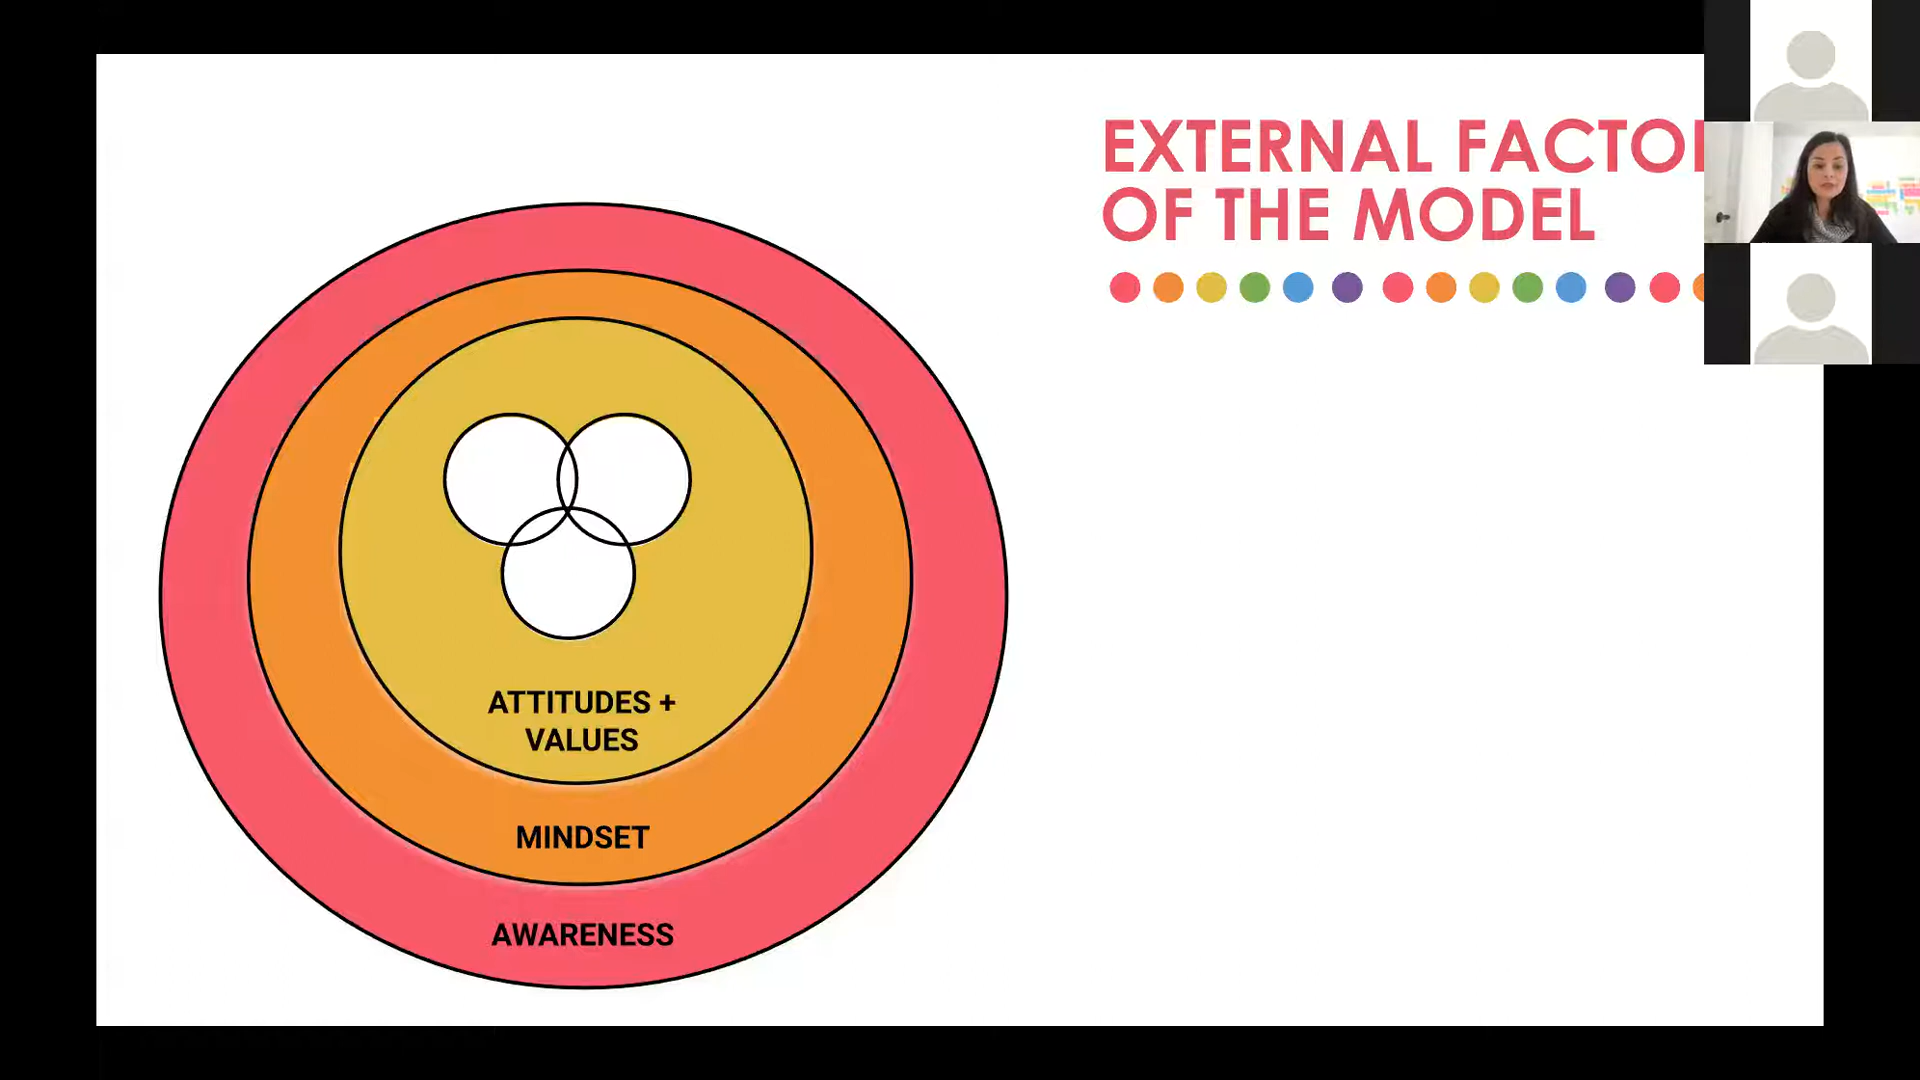 EXTERNAL FACTO
OF THE MODEL
ATTITUDES +
VALUES
MINDSET
AWARENESS